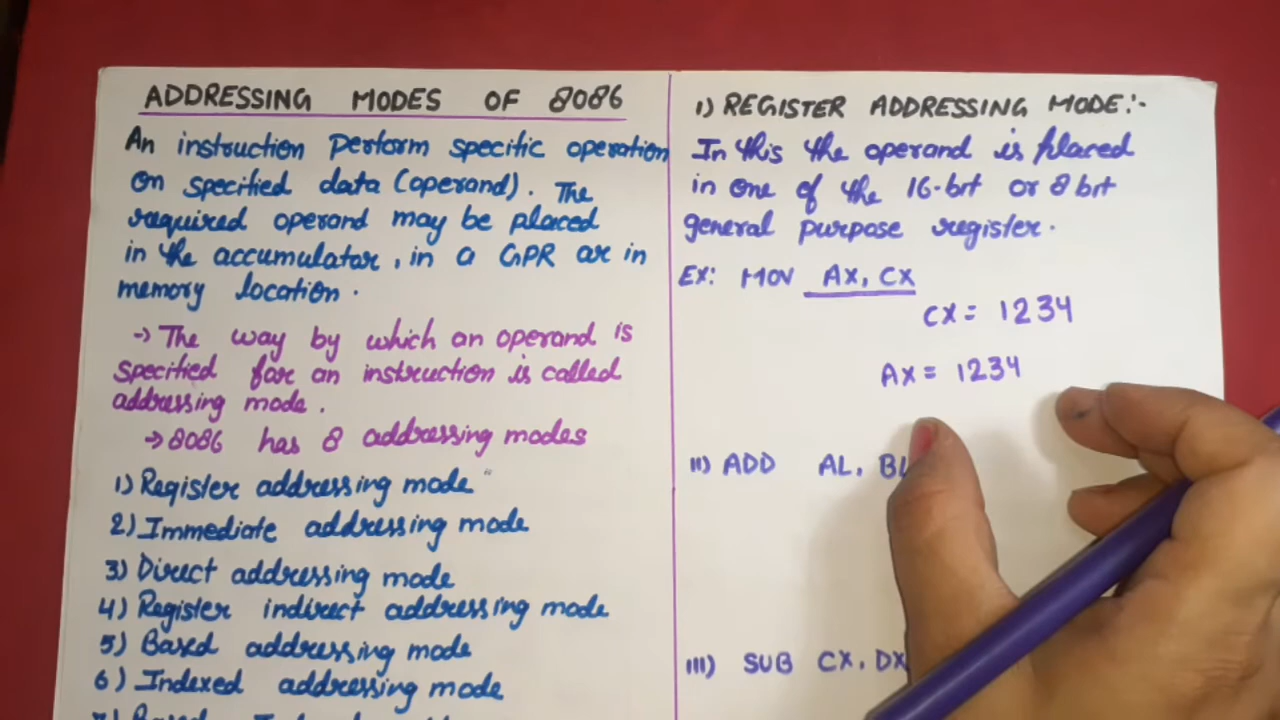 ADDRESSING MODES OF 8086
An instruction perform specific operation
on specified data (operand). The
required operand may be placed
in the accumulator, in a GPR or in
memory location.
→ The way by which an operand is
specified for an instruction is called
addressing mode.
→ 8086 has 8 addressing modes
1) Register addressing mode
2) Immediate addressing mode
3) Direct addressing mode
4) Register indirect addressing mode
5) Based addressing mode
6) Indexed addressing mode
7) Based
1) REGISTER ADDRESSING MODE:-
In this the operand is placed
in one of the 16-bit or 8 bit
general purpose register.
EX: MOV AX, CX
CX = 1234
AX = 1234
II) ADD AL, BL
III) SUB CX, DX